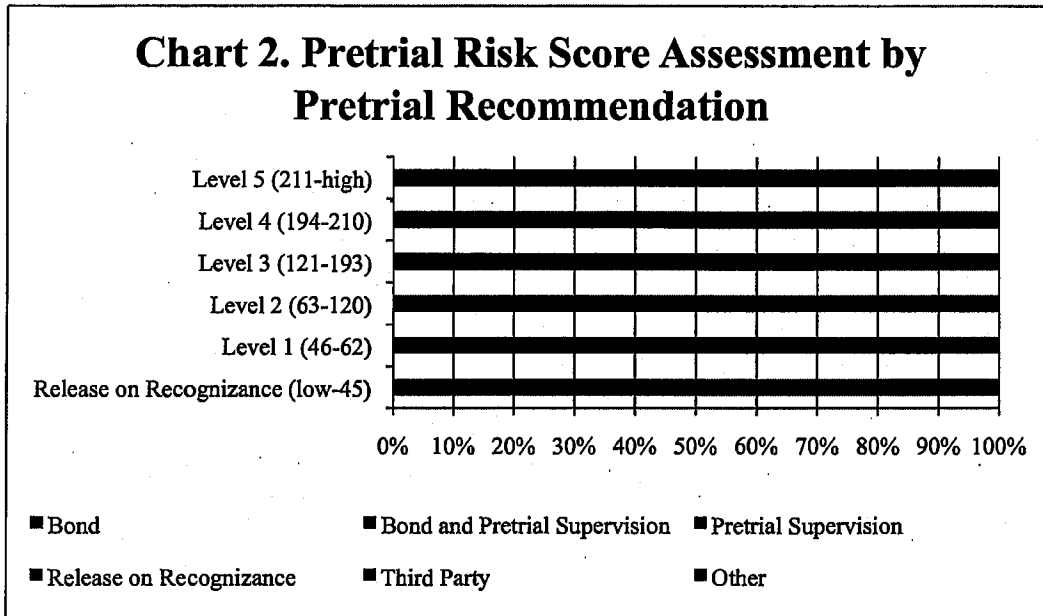 Chart 2. Pretrial Risk Score Assessment by
Pretrial Recommendation
Level 5 (211-high)
Level 4 (194-210)
Level 3 (121-193)
Level 2 (63-120)
Level 1 (46-62)
Release on Recognizance (low-45)
0% 10% 20% 30% 40% 50% 60% 70% 80% 90% 100%
Bond Bond and Pretrial Supervision Pretrial Supervision
Release on Recognizance Third Party Other